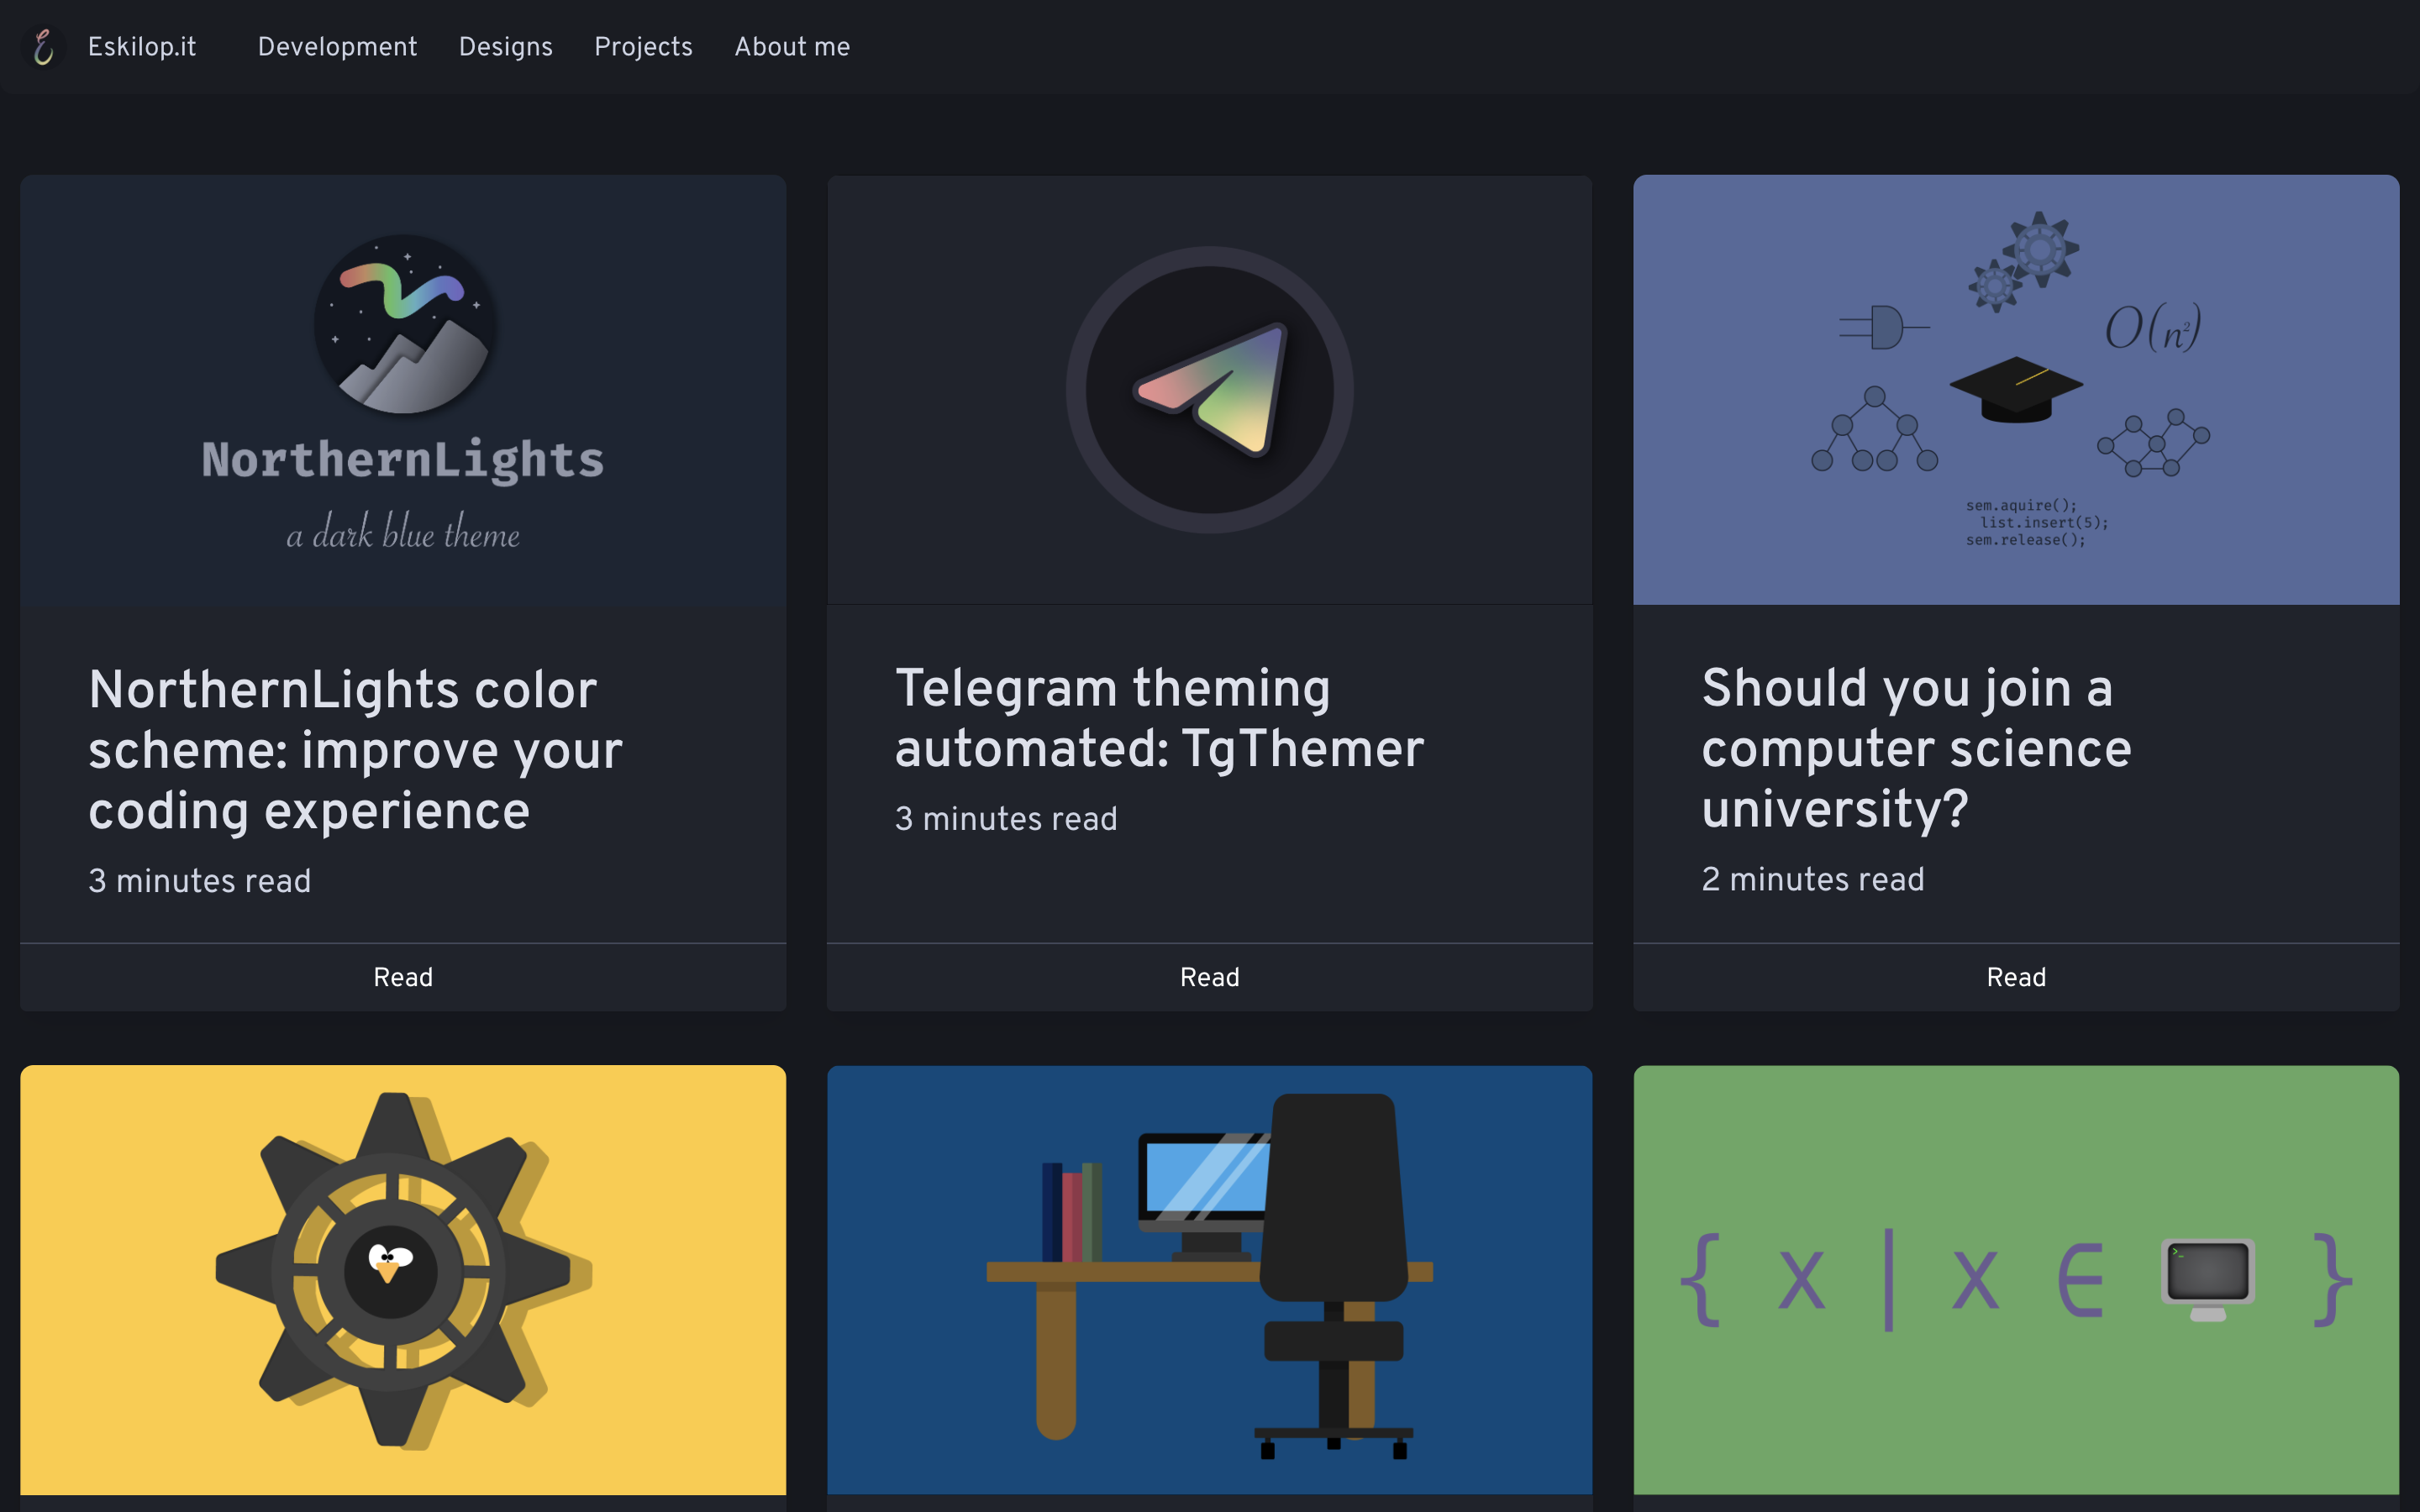 Eskilop.it Development Designs Projects About me
NorthernLights
a dark blue theme
NorthernLights color
scheme: improve your
coding experience
3 minutes read
Read
Telegram theming
automated: TgThemer
3 minutes read
Read
O(n²)
sem.aquire();
list.insert(5);
sem.release();
Should you join a
computer science
university?
2 minutes read
Read
{ x | x ∈ >_ }